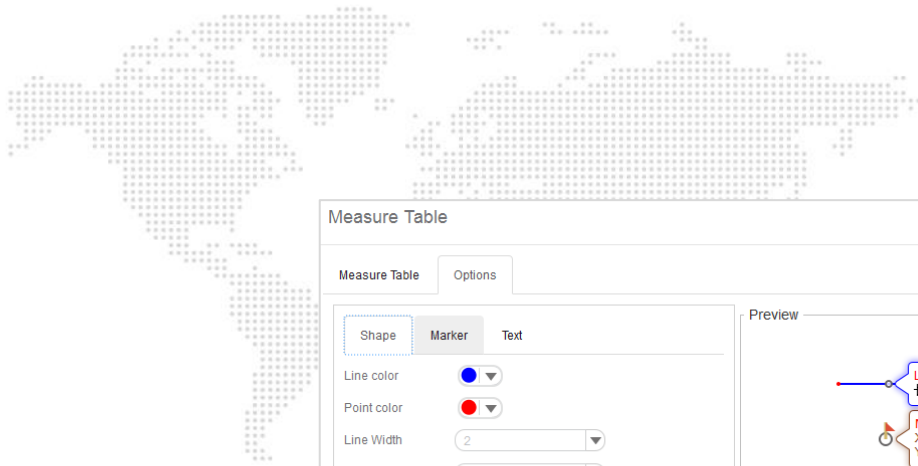 Measure Table
Measure Table Options
Shape Marker Text
Preview
Line color
Point color
Line Width 2